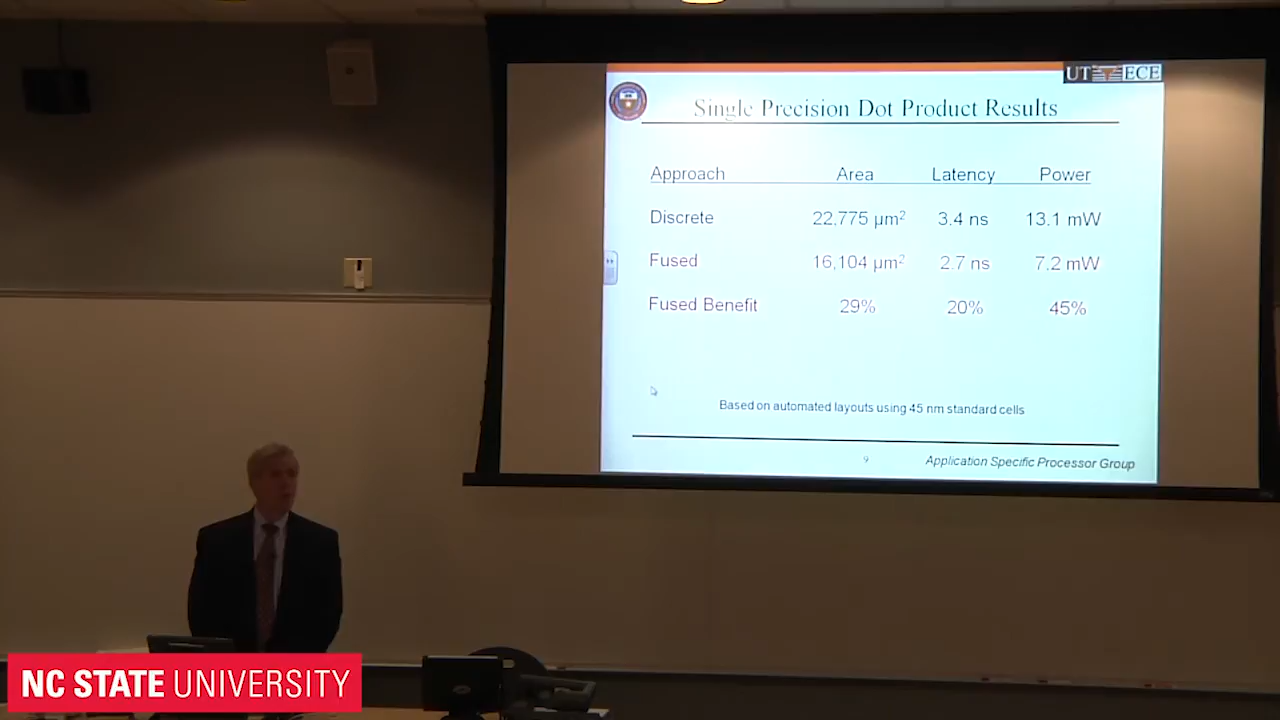 UT ECE
Single Precision Dot Product Results
Approach Area Latency Power
Discrete 22,775 µm² 3.4 ns 13.1 mW
Fused 16,104 µm² 2.7 ns 7.2 mW
Fused Benefit 29% 20% 45%
Based on automated layouts using 45 nm standard cells
9 Application Specific Processor Group
NC STATE UNIVERSITY